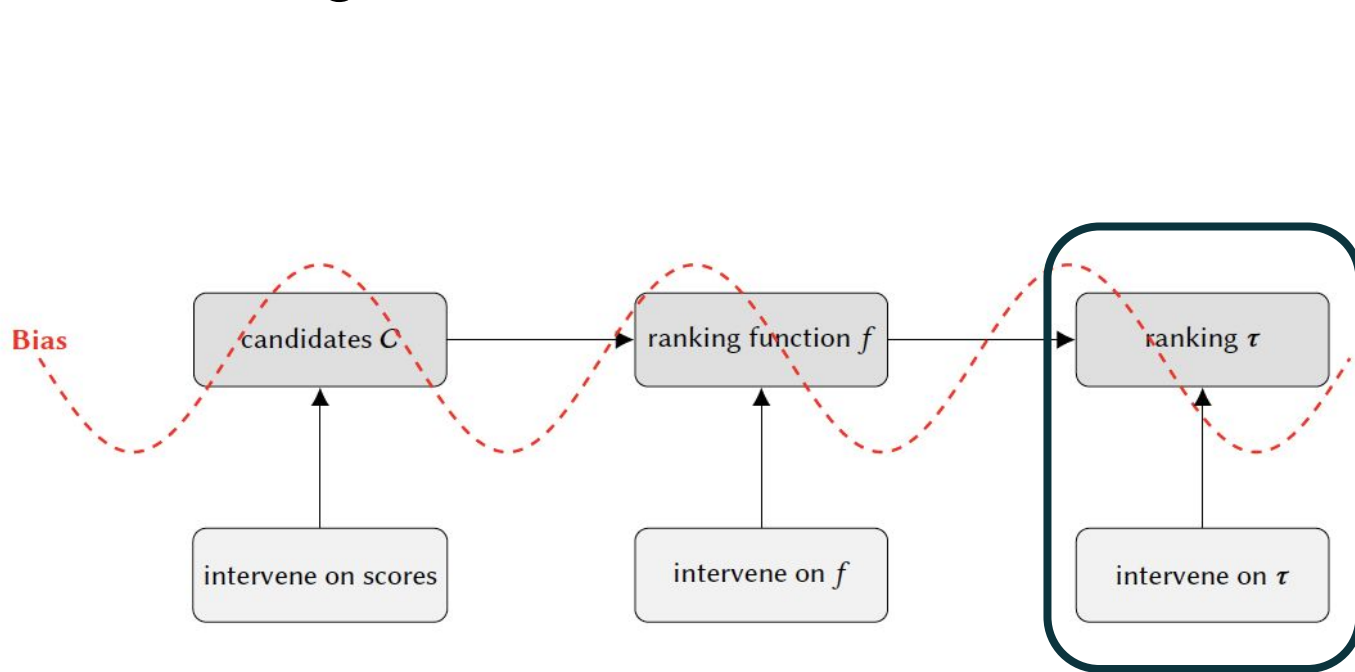 Bias
candidates C
ranking function f
ranking τ
intervene on scores
intervene on f
intervene on τ